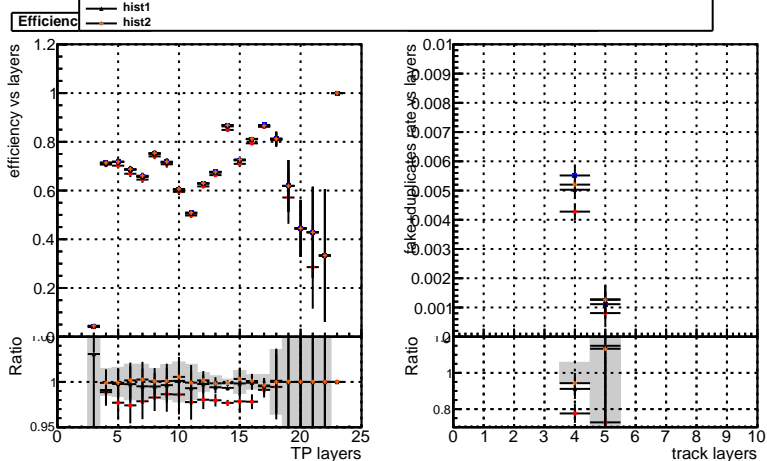 hist1
Efficienc
hist2
efficiency vs layers
1.2
1
0.8
0.6
0.4
0.2
0
Ratio
1
0.95
0 5 10 15 20 25
TP layers
fake+duplicates rate vs layers
0.01
0.009
0.008
0.007
0.006
0.005
0.004
0.003
0.002
0.001
0
Ratio
1
0.8
0 1 2 3 4 5 6 7 8 9 10
track layers